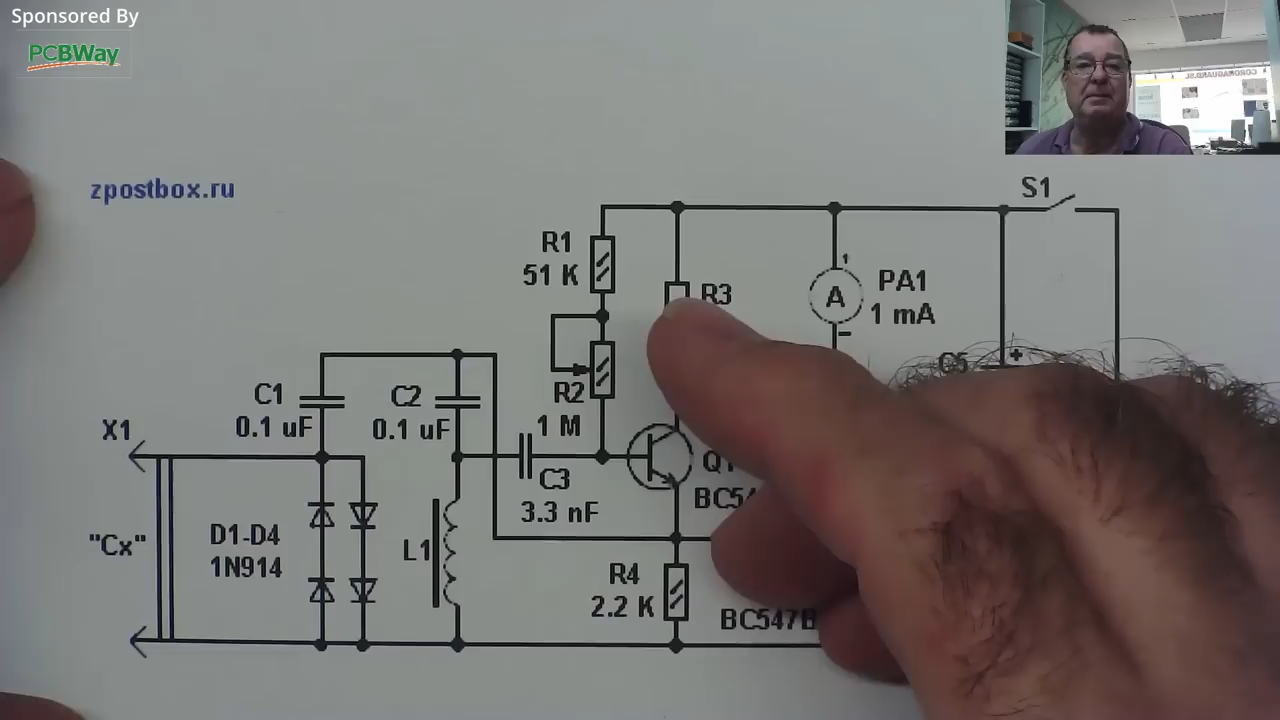 Sponsored By
PCBWay
zpostbox.ru
S1
R1
51 K
R3
PA1
1 mA
A
C5
+
R2
1 M
C1
0.1 uF
C2
0.1 uF
X1
C3
3.3 nF
"Cx"
D1-D4
1N914
L1
R4
2.2 K
BC547B